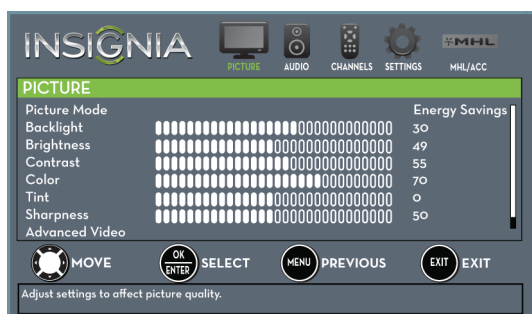 INSIGNIA
PICTURE AUDIO CHANNELS SETTINGS MHL MHL/ACC
PICTURE
Picture Mode Energy Savings
Backlight 30
Brightness 49
Contrast 55
Color 70
Tint 0
Sharpness 50
Advanced Video
MOVE OK ENTER SELECT MENU PREVIOUS EXIT EXIT
Adjust settings to affect picture quality.